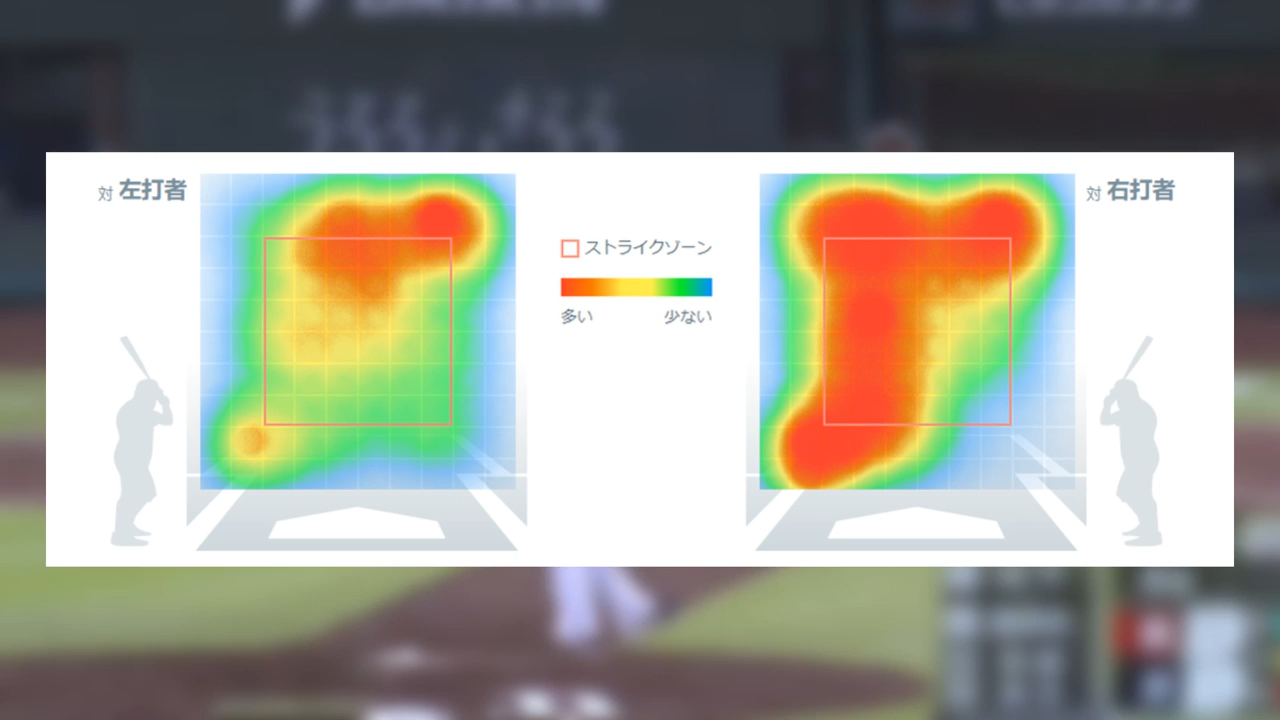 対 左打者
ストライクゾーン
多い 少ない
対 右打者